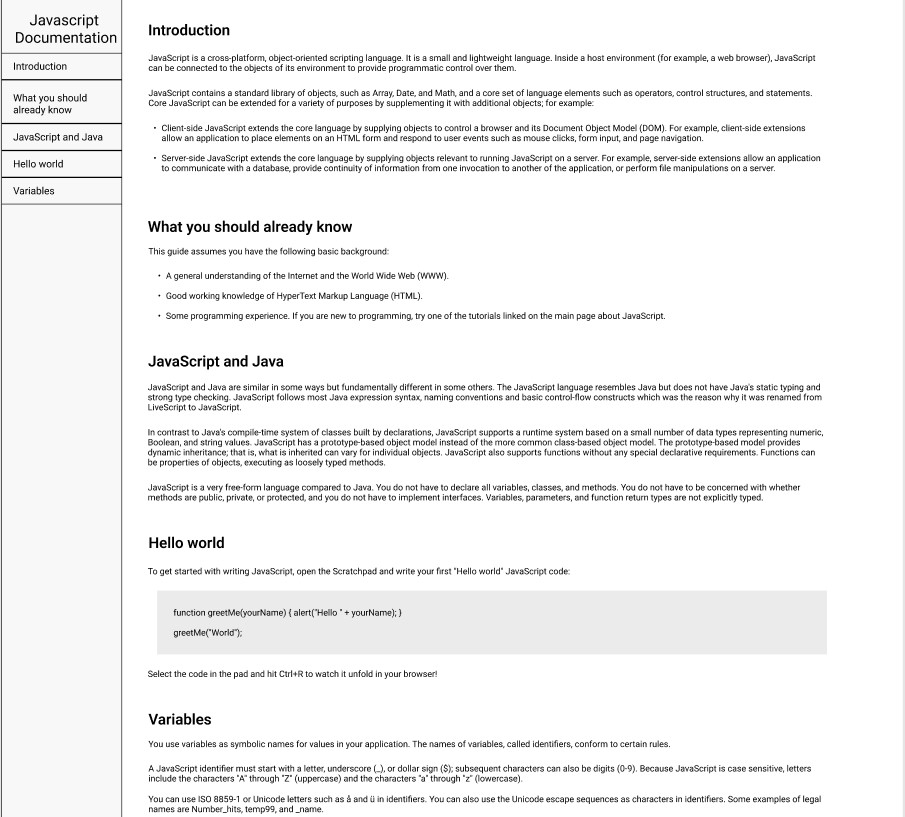 Javascript
Documentation
Introduction
What you should
already know
JavaScript and Java
Hello world
Variables
Introduction
JavaScript is a cross-platform, object-oriented scripting language. It is a small and lightweight language. Inside a host environment (for example, a web browser), JavaScript
can be connected to the objects of its environment to provide programmatic control over them.
JavaScript contains a standard library of objects, such as Array, Date, and Math, and a core set of language elements such as operators, control structures, and statements.
Core JavaScript can be extended for a variety of purposes by supplementing it with additional objects; for example:
• Client-side JavaScript extends the core language by supplying objects to control a browser and its Document Object Model (DOM). For example, client-side extensions
allow an application to place elements on an HTML form and respond to user events such as mouse clicks, form input, and page navigation.
• Server-side JavaScript extends the core language by supplying objects relevant to running JavaScript on a server. For example, server-side extensions allow an application
to communicate with a database, provide continuity of information from one invocation to another of the application, or perform file manipulations on a server.
What you should already know
This guide assumes you have the following basic background:
• A general understanding of the Internet and the World Wide Web (WWW).
• Good working knowledge of HyperText Markup Language (HTML).
• Some programming experience. If you are new to programming, try one of the tutorials linked on the main page about JavaScript.
JavaScript and Java
JavaScript and Java are similar in some ways but fundamentally different in some others. The JavaScript language resembles Java but does not have Java's static typing and
strong type checking. JavaScript follows most Java expression syntax, naming conventions and basic control-flow constructs which was the reason why it was renamed from
LiveScript to JavaScript.
In contrast to Java's compile-time system of classes built by declarations, JavaScript supports a runtime system based on a small number of data types representing numeric,
Boolean, and string values. JavaScript has a prototype-based object model instead of the more common class-based object model. The prototype-based model provides
dynamic inheritance; that is, what is inherited can vary for individual objects. JavaScript also supports functions without any special declarative requirements. Functions can
be properties of objects, executing as loosely typed methods.
JavaScript is a very free-form language compared to Java. You do not have to declare all variables, classes, and methods. You do not have to be concerned with whether
methods are public, private, or protected, and you do not have to implement interfaces. Variables, parameters, and function return types are not explicitly typed.
Hello world
To get started with writing JavaScript, open the Scratchpad and write your first "Hello world" JavaScript code:
function greetMe(yourName) { alert("Hello " + yourName); }
greetMe("World");
Select the code in the pad and hit Ctrl+R to watch it unfold in your browser!
Variables
You use variables as symbolic names for values in your application. The names of variables, called identifiers, conform to certain rules.
A JavaScript identifier must start with a letter, underscore (_), or dollar sign ($); subsequent characters can also be digits (0-9). Because JavaScript is case sensitive, letters
include the characters "A" through "Z" (uppercase) and the characters "a" through "z" (lowercase).
You can use ISO 8859-1 or Unicode letters such as å and ü in identifiers. You can also use the Unicode escape sequences as characters in identifiers. Some examples of legal
names are Number_hits, temp99, and _name.